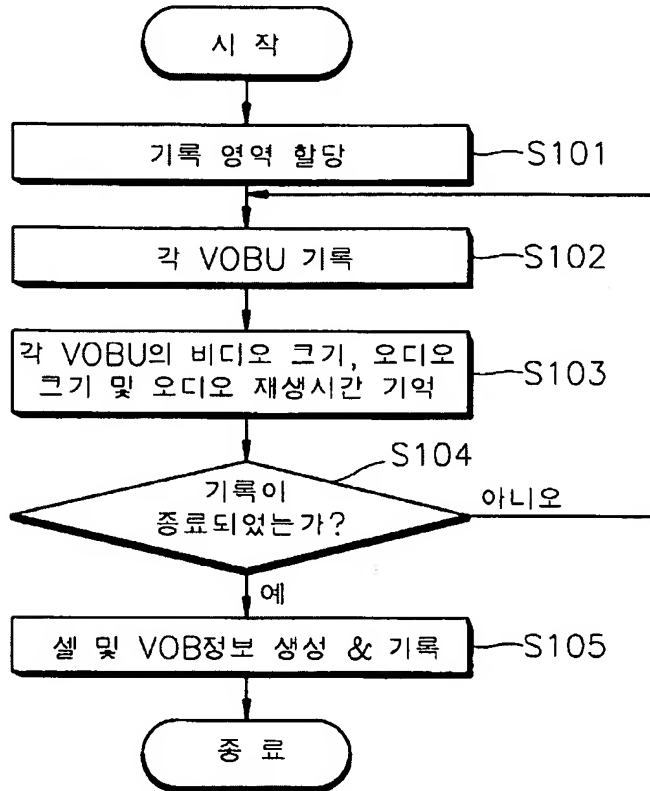 시 작
기록 영역 할당
S101
각 VOBU 기록
S102
각 VOBU의 비디오 크기, 오디오
크기 및 오디오 재생시간 기억
S103
S104
기록이
종료되었는가?
아니오
예
셀 및 VOB정보 생성 & 기록
S105
종 료